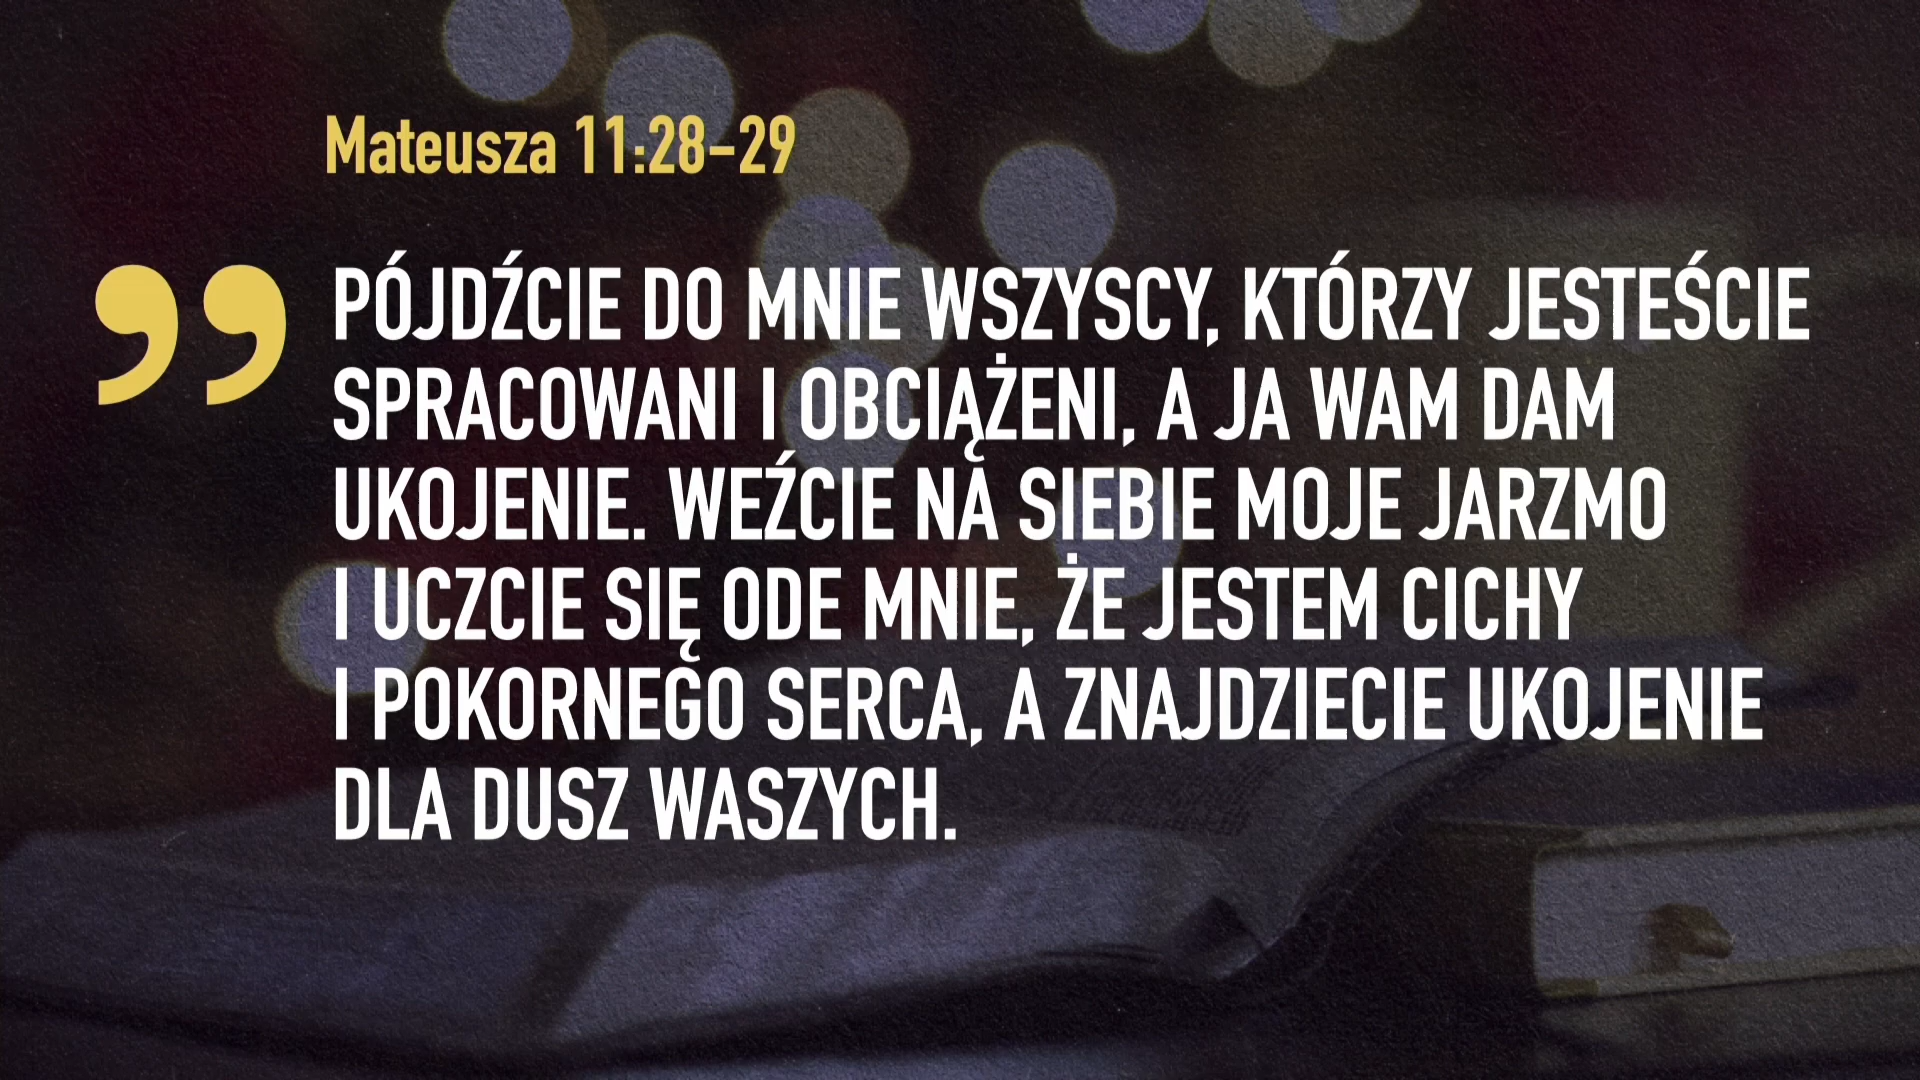 Mateusza 11:28–29
” PÓJDŹCIE DO MNIE WSZYSCY, KTÓRZY JESTEŚCIE
SPRACOWANI I OBCIĄŻENI, A JA WAM DAM
UKOJENIE. WEŹCIE NA SIEBIE MOJE JARZMO
I UCZCIE SIĘ ODE MNIE, ŻE JESTEM CICHY
I POKORNEGO SERCA, A ZNAJDZIECIE UKOJENIE
DLA DUSZ WASZYCH.